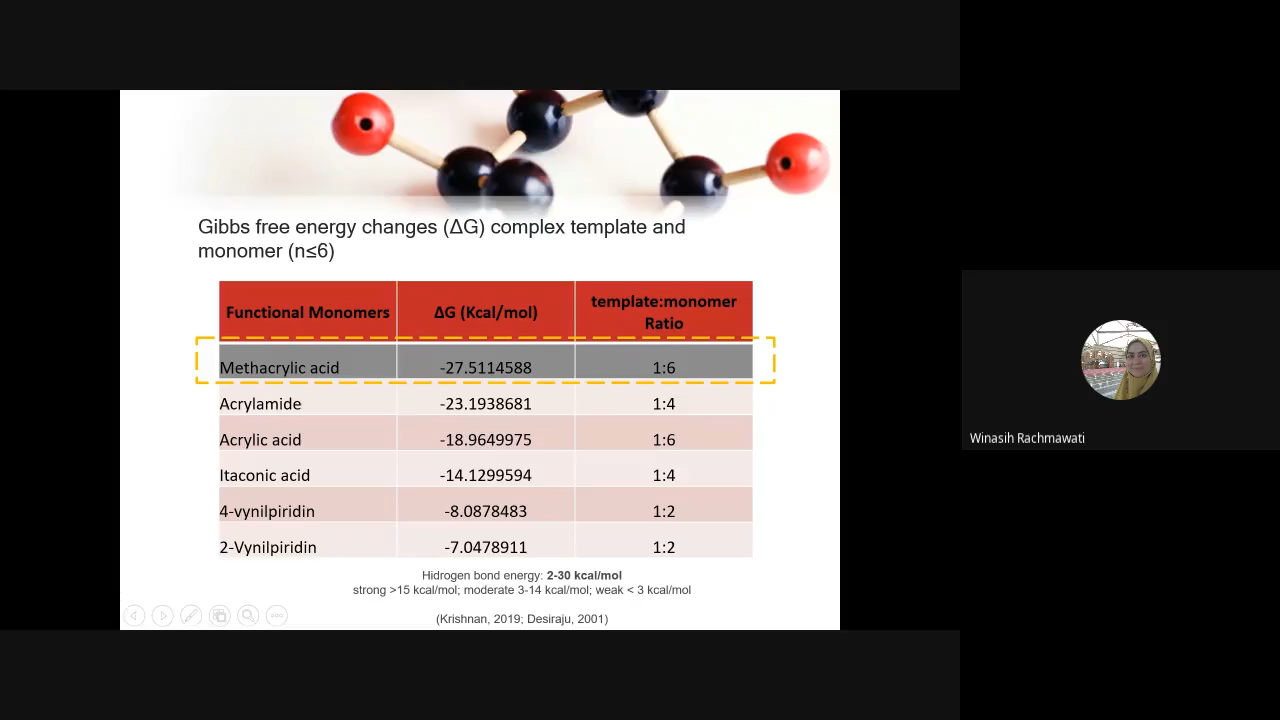 Gibbs free energy changes (ΔG) complex template and
monomer (n≤6)
Functional Monomers ΔG (Kcal/mol) template:monomer
Ratio
Methacrylic acid -27.5114588 1:6
Acrylamide -23.1938681 1:4
Acrylic acid -18.9649975 1:6
Itaconic acid -14.1299594 1:4
4-vynilpiridin -8.0878483 1:2
2-Vynilpiridin -7.0478911 1:2
Hidrogen bond energy: 2-30 kcal/mol
strong >15 kcal/mol; moderate 3-14 kcal/mol; weak < 3 kcal/mol
(Krishnan, 2019; Desiraju, 2001)
Winasih Rachmawati